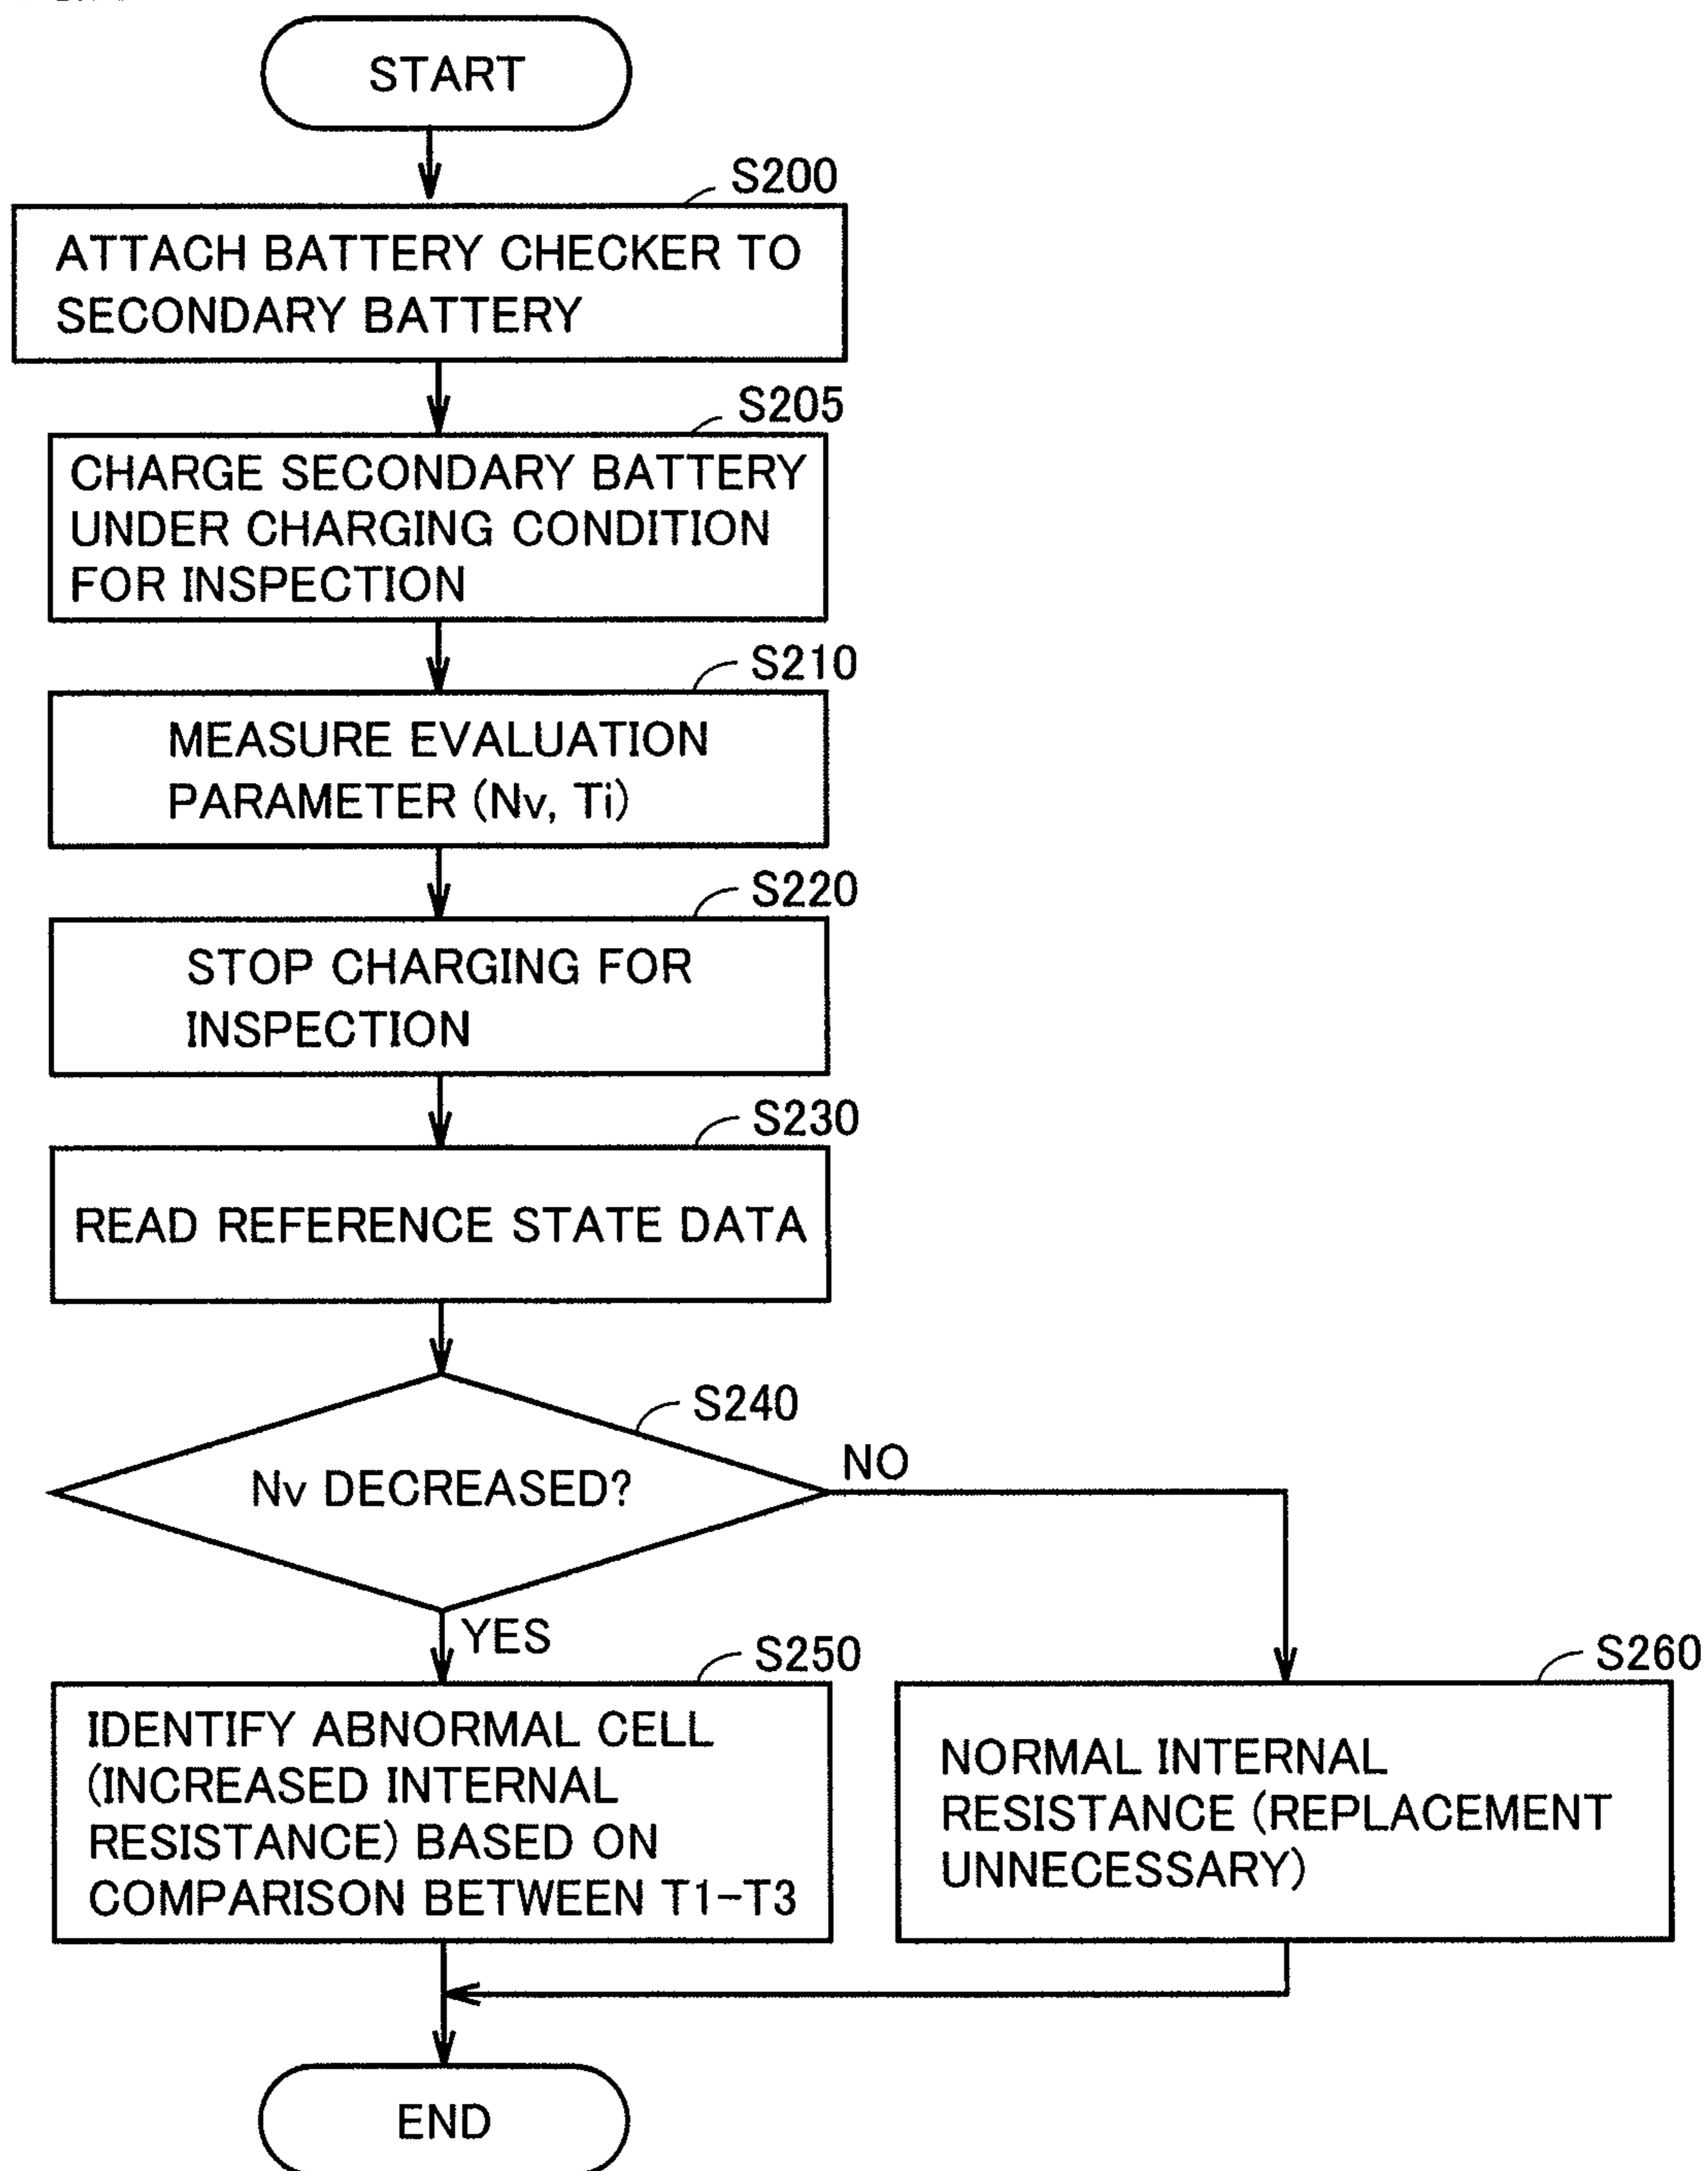 START
S200
ATTACH BATTERY CHECKER TO
SECONDARY BATTERY
S205
CHARGE SECONDARY BATTERY
UNDER CHARGING CONDITION
FOR INSPECTION
S210
MEASURE EVALUATION
PARAMETER (Nv, Ti)
S220
STOP CHARGING FOR
INSPECTION
S230
READ REFERENCE STATE DATA
S240
Nv DECREASED?
NO
YES
S250
IDENTIFY ABNORMAL CELL
(INCREASED INTERNAL
RESISTANCE) BASED ON
COMPARISON BETWEEN T1-T3
S260
NORMAL INTERNAL
RESISTANCE (REPLACEMENT
UNNECESSARY)
END